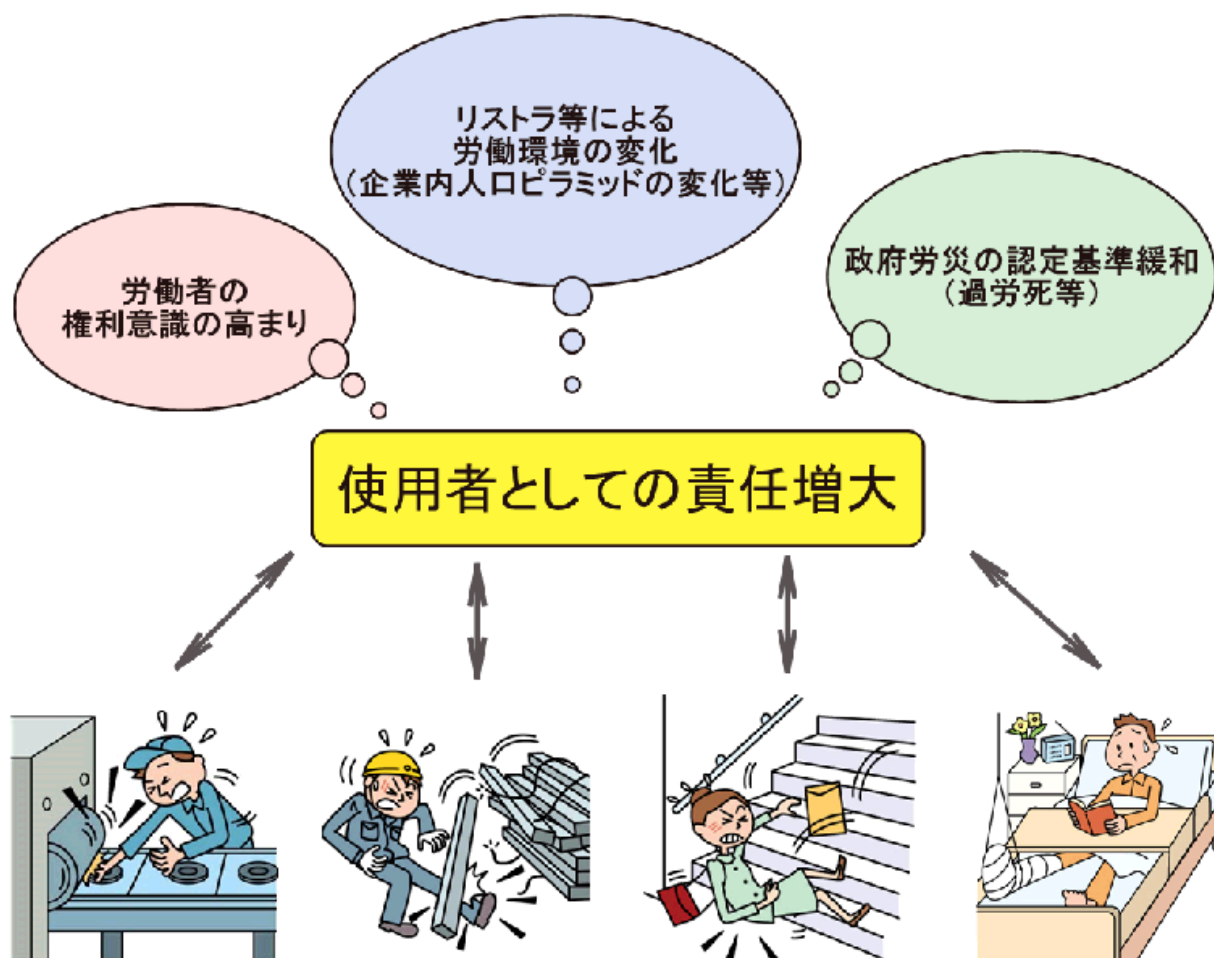 リストラ等による
労働環境の変化
(企業内人口ピラミッドの変化等)
労働者の
権利意識の高まり
政府労災の認定基準緩和
(過労死等)
使用者としての責任増大